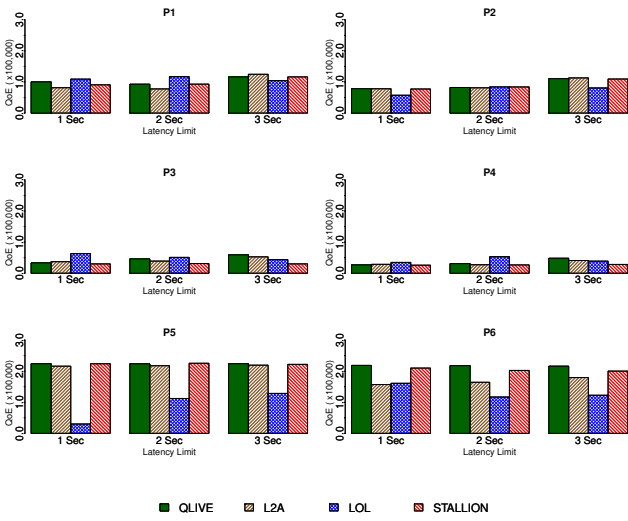 P1
QoE ( x100,000)
0.0 1.0 2.0 3.0
1 Sec 2 Sec 3 Sec
Latency Limit
P2
QoE ( x100,000)
0.0 1.0 2.0 3.0
1 Sec 2 Sec 3 Sec
Latency Limit
P3
QoE ( x100,000)
0.0 1.0 2.0 3.0
1 Sec 2 Sec 3 Sec
Latency Limit
P4
QoE ( x100,000)
0.0 1.0 2.0 3.0
1 Sec 2 Sec 3 Sec
Latency Limit
P5
QoE ( x100,000)
0.0 1.0 2.0 3.0
1 Sec 2 Sec 3 Sec
Latency Limit
P6
QoE ( x100,000)
0.0 1.0 2.0 3.0
1 Sec 2 Sec 3 Sec
Latency Limit
QLIVE L2A LOL STALLION